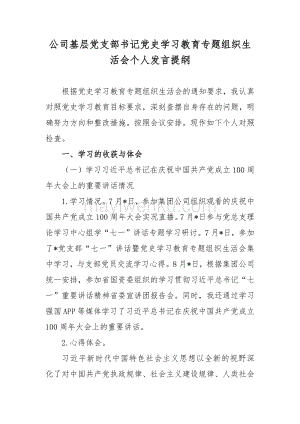 公司基层党支部书记党史学习教育专题组织生
活会个人发言提纲
根据党史学习教育专题组织生活会的通知要求，我认真
对照党史学习教育目标要求，深刻查摆自身存在的问题，明
确努力方向和整改措施。按照会议安排，现作如下个人对照
检查。
一、学习的收获与体会
（一）学习习近平总书记在庆祝中国共产党成立 100 周
年大会上的重要讲话情况
1.学习情况。7 月*日，参加集团公司组织观看的庆祝中
国共产党成立 100 周年大会实况直播。7 月*日参与党总支理
论学习中心组学“七一”讲话专题学习研讨。7 月*日，参加
了*党支部“七一”讲话暨党史学习教育专题组织生活会集
中学习，与支部党员交流学习心得。8 月*日，根据集团公司
统一安排，参加省国资委组织的学习贯彻习近平总书记“七
一”重要讲话精神省委宣讲团报告会。同时，我还通过学习
强国 APP 等媒体学习了习近平总书记在庆祝中国共产党成立
100 周年大会上的重要讲话。
2.心得体会。
习近平新时代中国特色社会主义思想以全新的视野深
化了对中国共产党执政规律、社会主义建设规律、人类社会